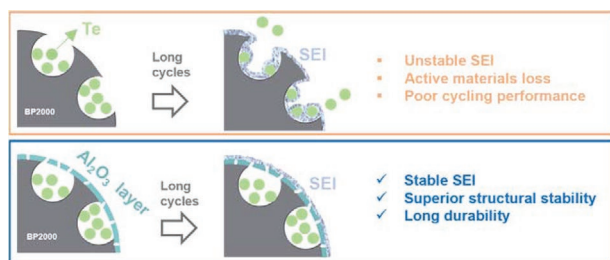 Te
Long
cycles
SEI
BP2000
Unstable SEI
Active materials loss
Poor cycling performance
Al₂O₃ layer
Long
cycles
SEI
BP2000
✓ Stable SEI
✓ Superior structural stability
✓ Long durability